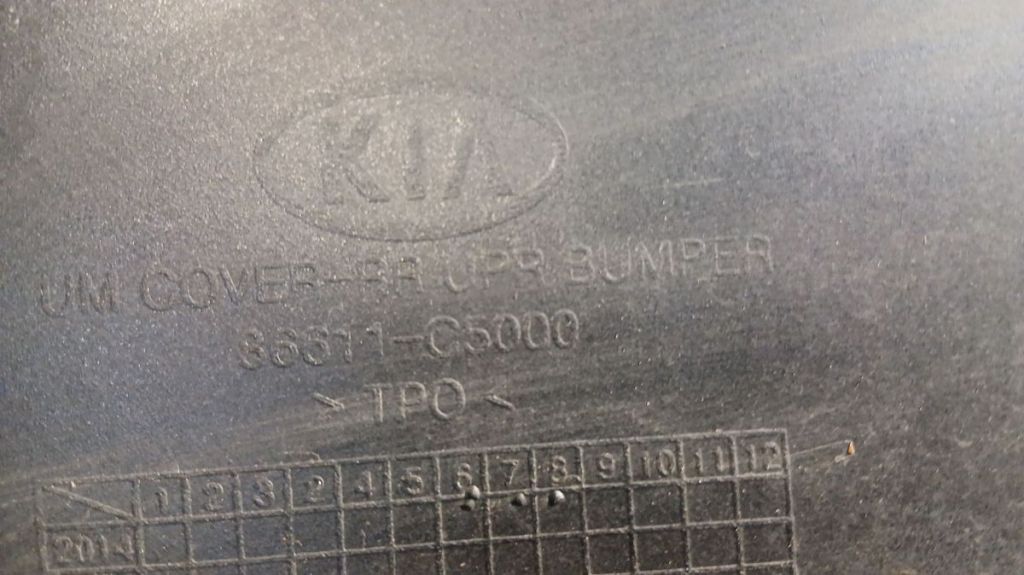 KIA
UM COVER-RR UPR BUMPER
86611-C5000
> TPO <
1 2 3 2 4 5 6 7 8 9 10 11 12
2014